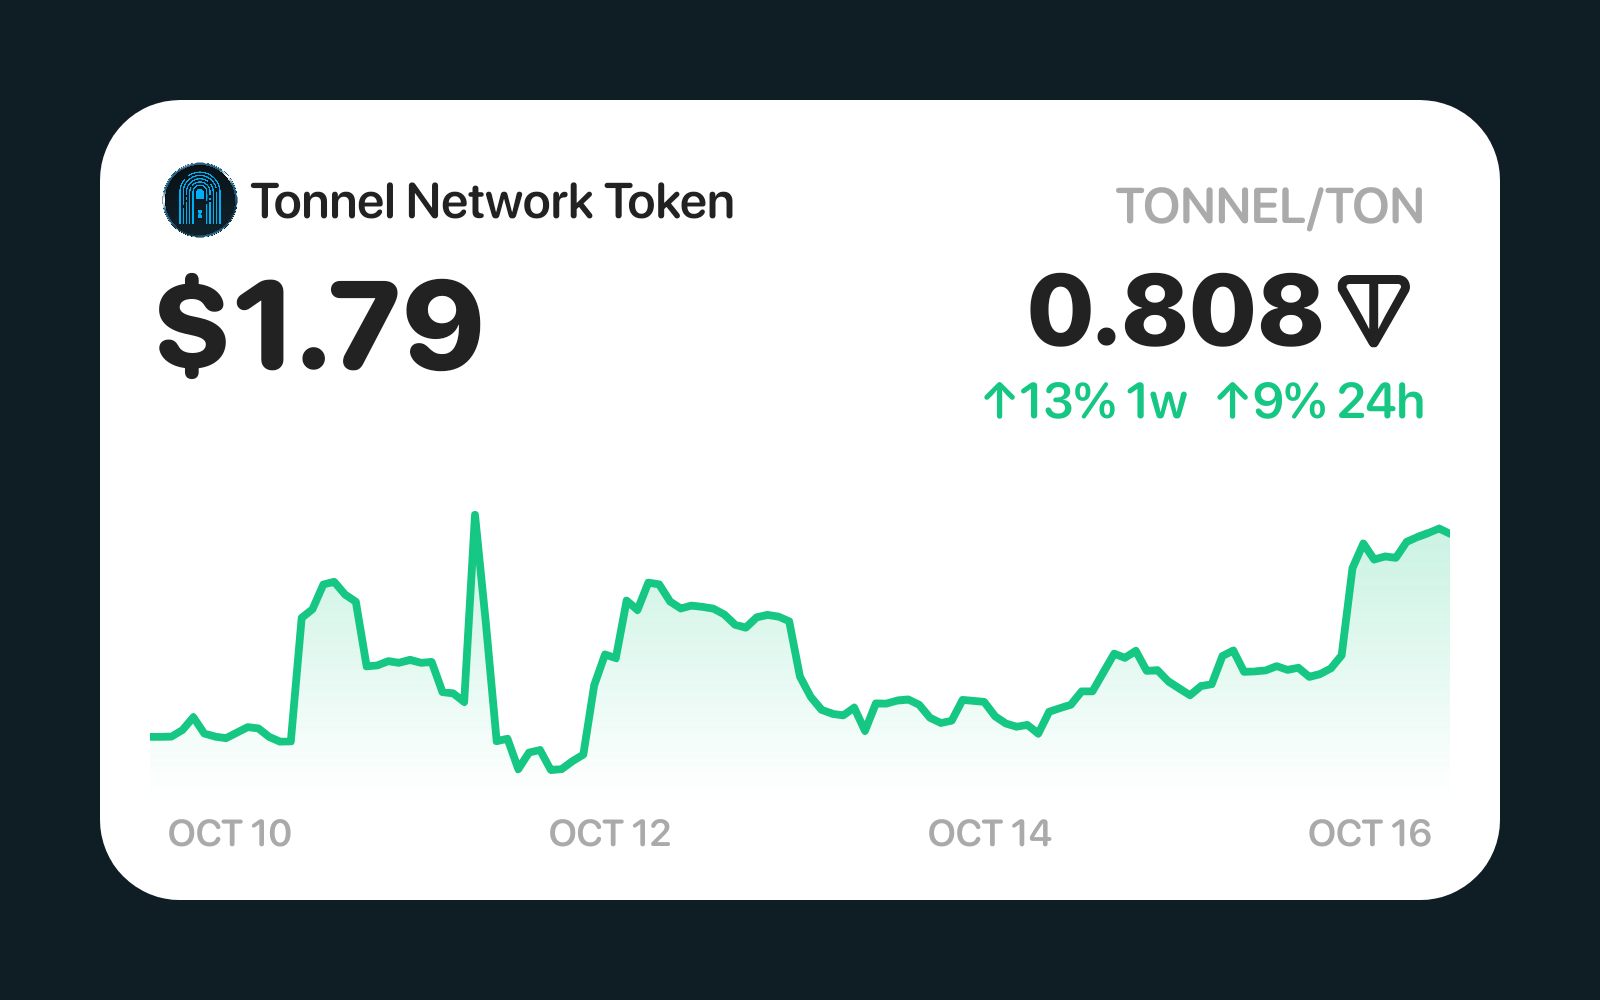 Tonnel Network Token
TONNEL/TON
$1.79
0.808
↑13% 1w ↑9% 24h
OCT 10 OCT 12 OCT 14 OCT 16